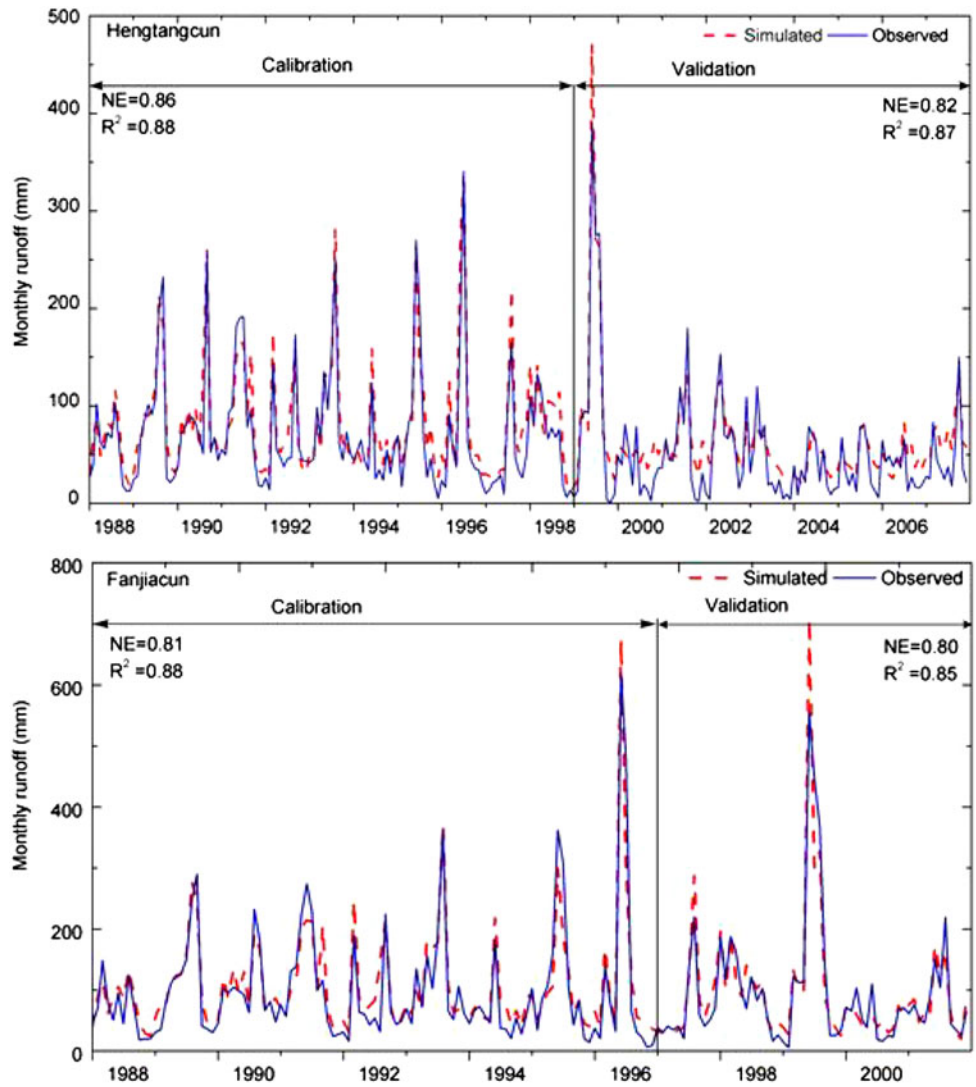 500
Hengtangcun
Simulated Observed
Calibration
Validation
NE=0.86
R² =0.88
NE=0.82
R² =0.87
400
300
200
100
0
Monthly runoff (mm)
1988 1990 1992 1994 1996 1998 2000 2002 2004 2006
800
Fanjiacun
Simulated Observed
Calibration
Validation
NE=0.81
R² =0.88
NE=0.80
R² =0.85
600
400
200
0
Monthly runoff (mm)
1988 1990 1992 1994 1996 1998 2000